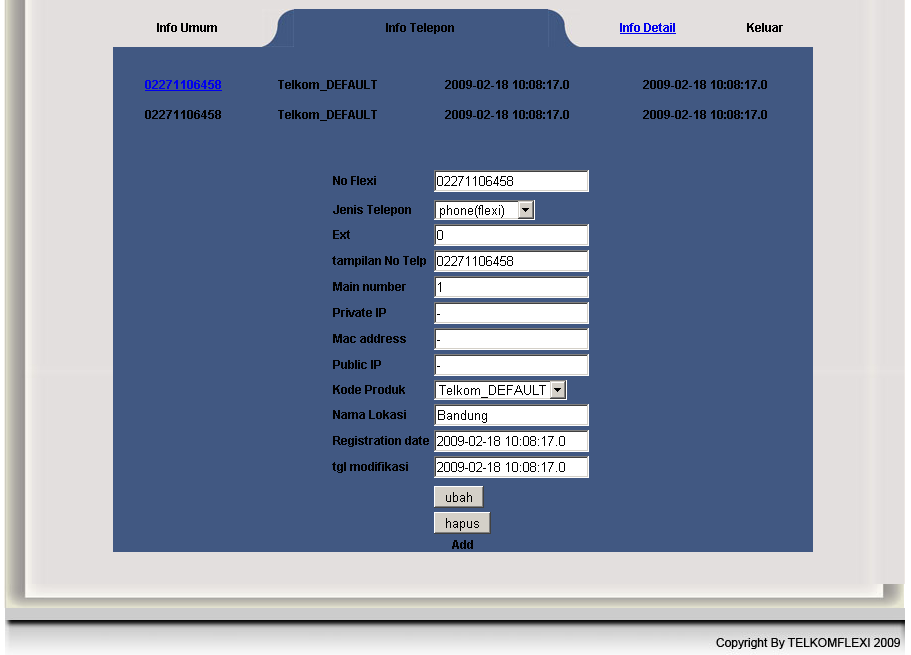 Info Umum Info Telepon Info Detail Keluar
02271106458 Telkom_DEFAULT 2009-02-18 10:08:17.0 2009-02-18 10:08:17.0
02271106458 Telkom_DEFAULT 2009-02-18 10:08:17.0 2009-02-18 10:08:17.0
No Flexi 02271106458
Jenis Telepon phone(flexi)
Ext 0
tampilan No Telp 02271106458
Main number 1
Private IP -
Mac address -
Public IP -
Kode Produk Telkom_DEFAULT
Nama Lokasi Bandung
Registration date 2009-02-18 10:08:17.0
tgl modifikasi 2009-02-18 10:08:17.0
ubah
hapus
Add
Copyright By TELKOMFLEXI 2009